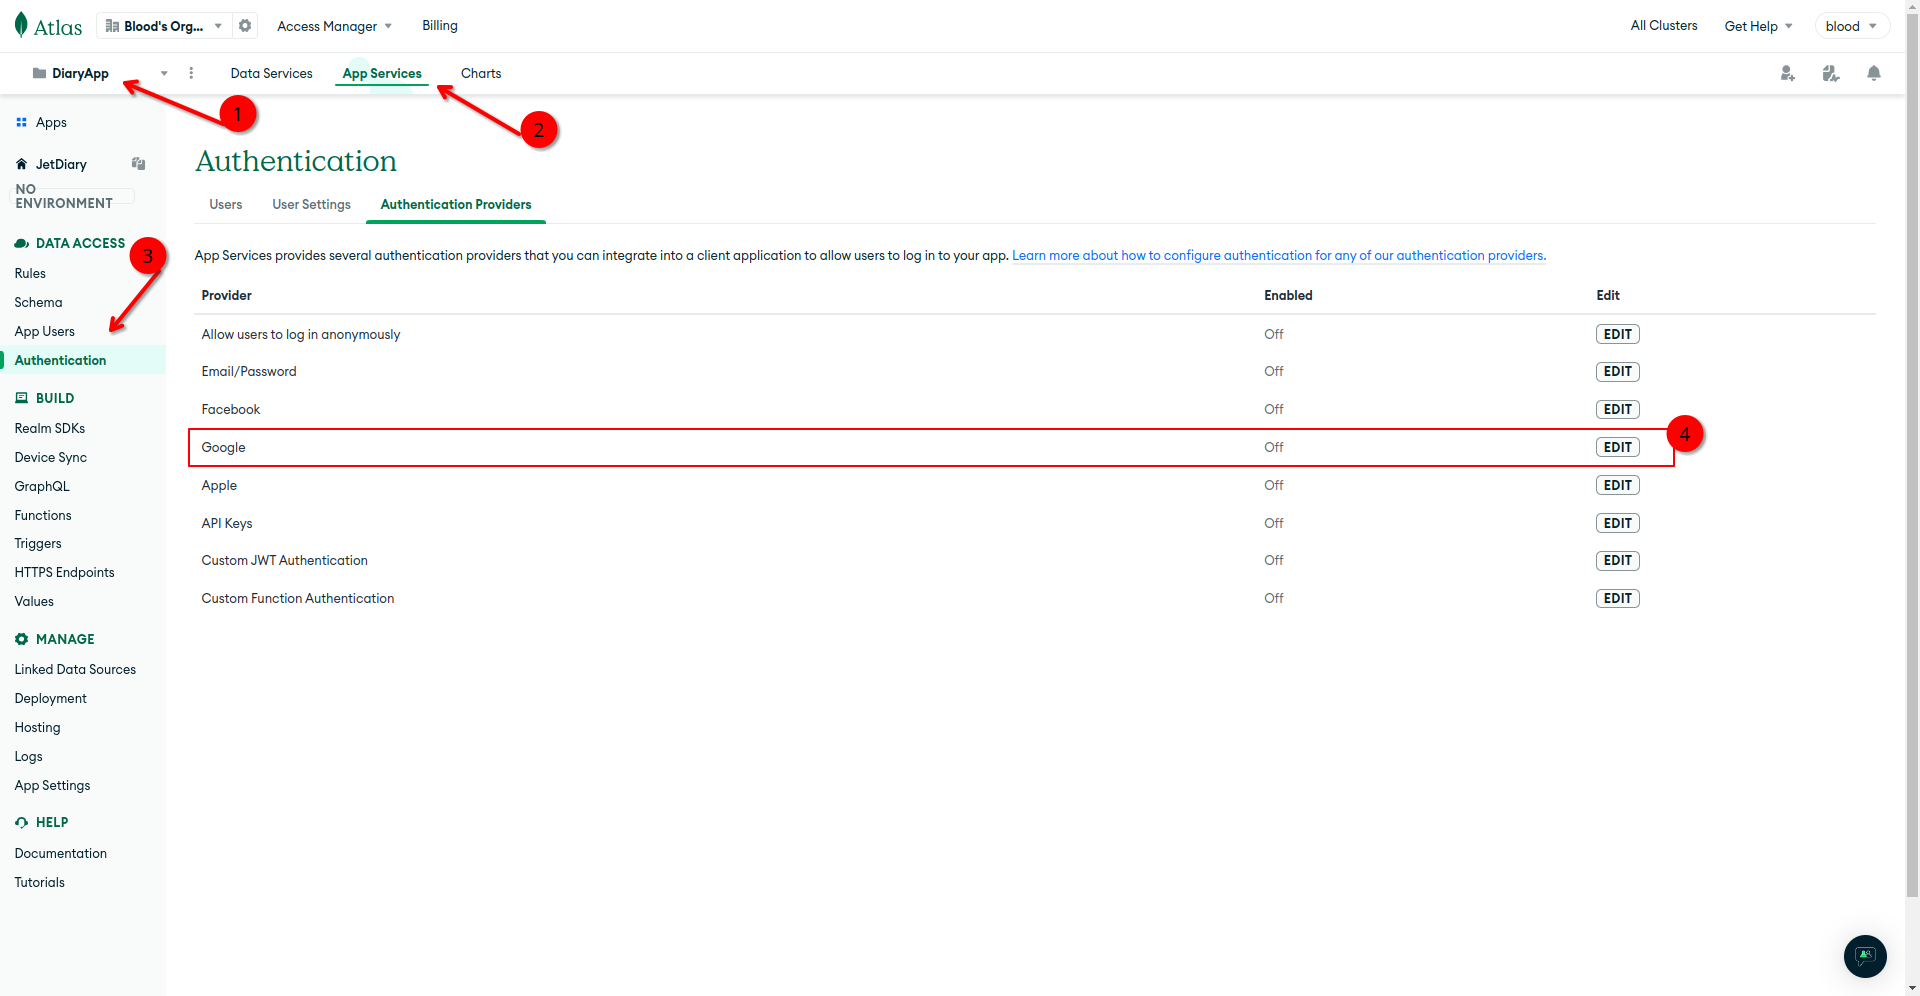 Atlas
Blood's Org...
Access Manager
Billing
All Clusters
Get Help
blood
DiaryApp
Data Services
App Services
Charts
1
2
Apps
JetDiary
NO
ENVIRONMENT
DATA ACCESS
3
Rules
Schema
App Users
Authentication
BUILD
Realm SDKs
Device Sync
GraphQL
Functions
Triggers
HTTPS Endpoints
Values
MANAGE
Linked Data Sources
Deployment
Hosting
Logs
App Settings
HELP
Documentation
Tutorials
Authentication
Users
User Settings
Authentication Providers
App Services provides several authentication providers that you can integrate into a client application to allow users to log in to your app. Learn more about how to configure authentication for any of our authentication providers.
Provider Enabled Edit
Allow users to log in anonymously Off EDIT
Email/Password Off EDIT
Facebook Off EDIT
Google Off EDIT
4
Apple Off EDIT
API Keys Off EDIT
Custom JWT Authentication Off EDIT
Custom Function Authentication Off EDIT